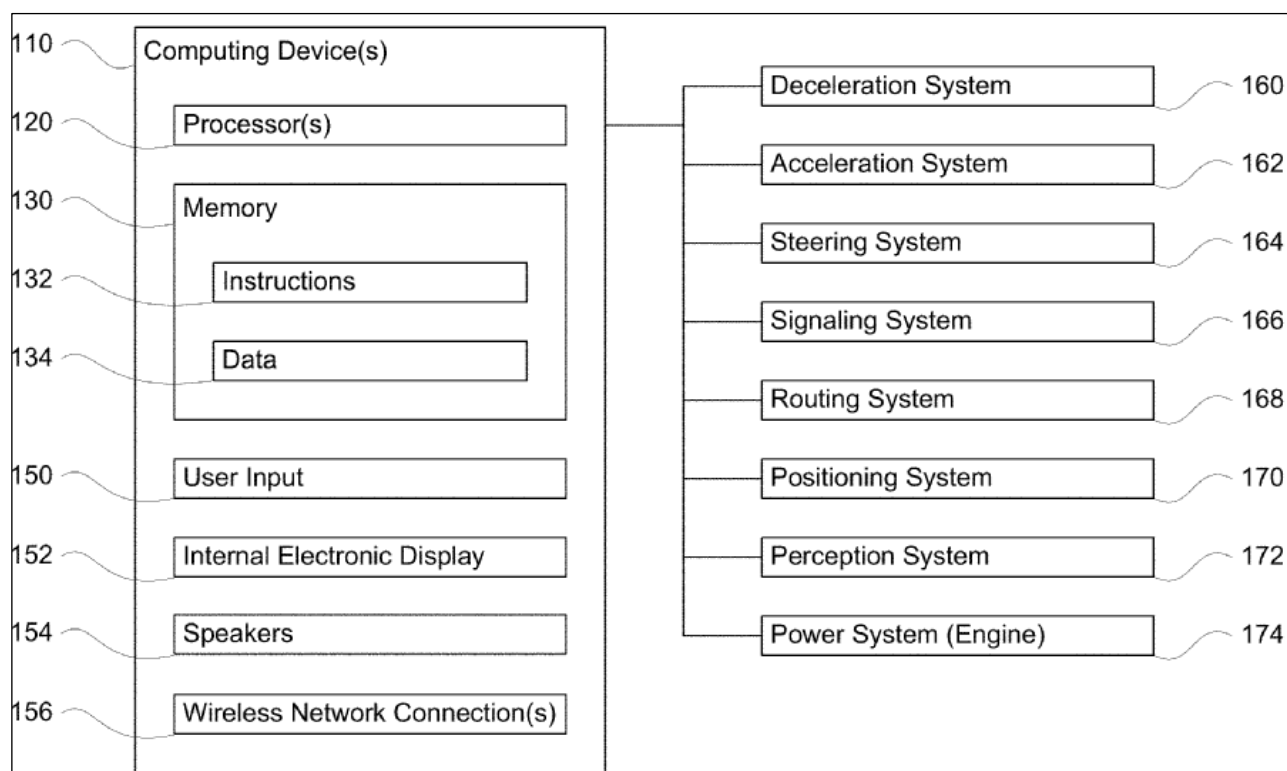 110
Computing Device(s)
120
Processor(s)
130
Memory
132
Instructions
134
Data
150
User Input
152
Internal Electronic Display
154
Speakers
156
Wireless Network Connection(s)
Deceleration System
160
Acceleration System
162
Steering System
164
Signaling System
166
Routing System
168
Positioning System
170
Perception System
172
Power System (Engine)
174